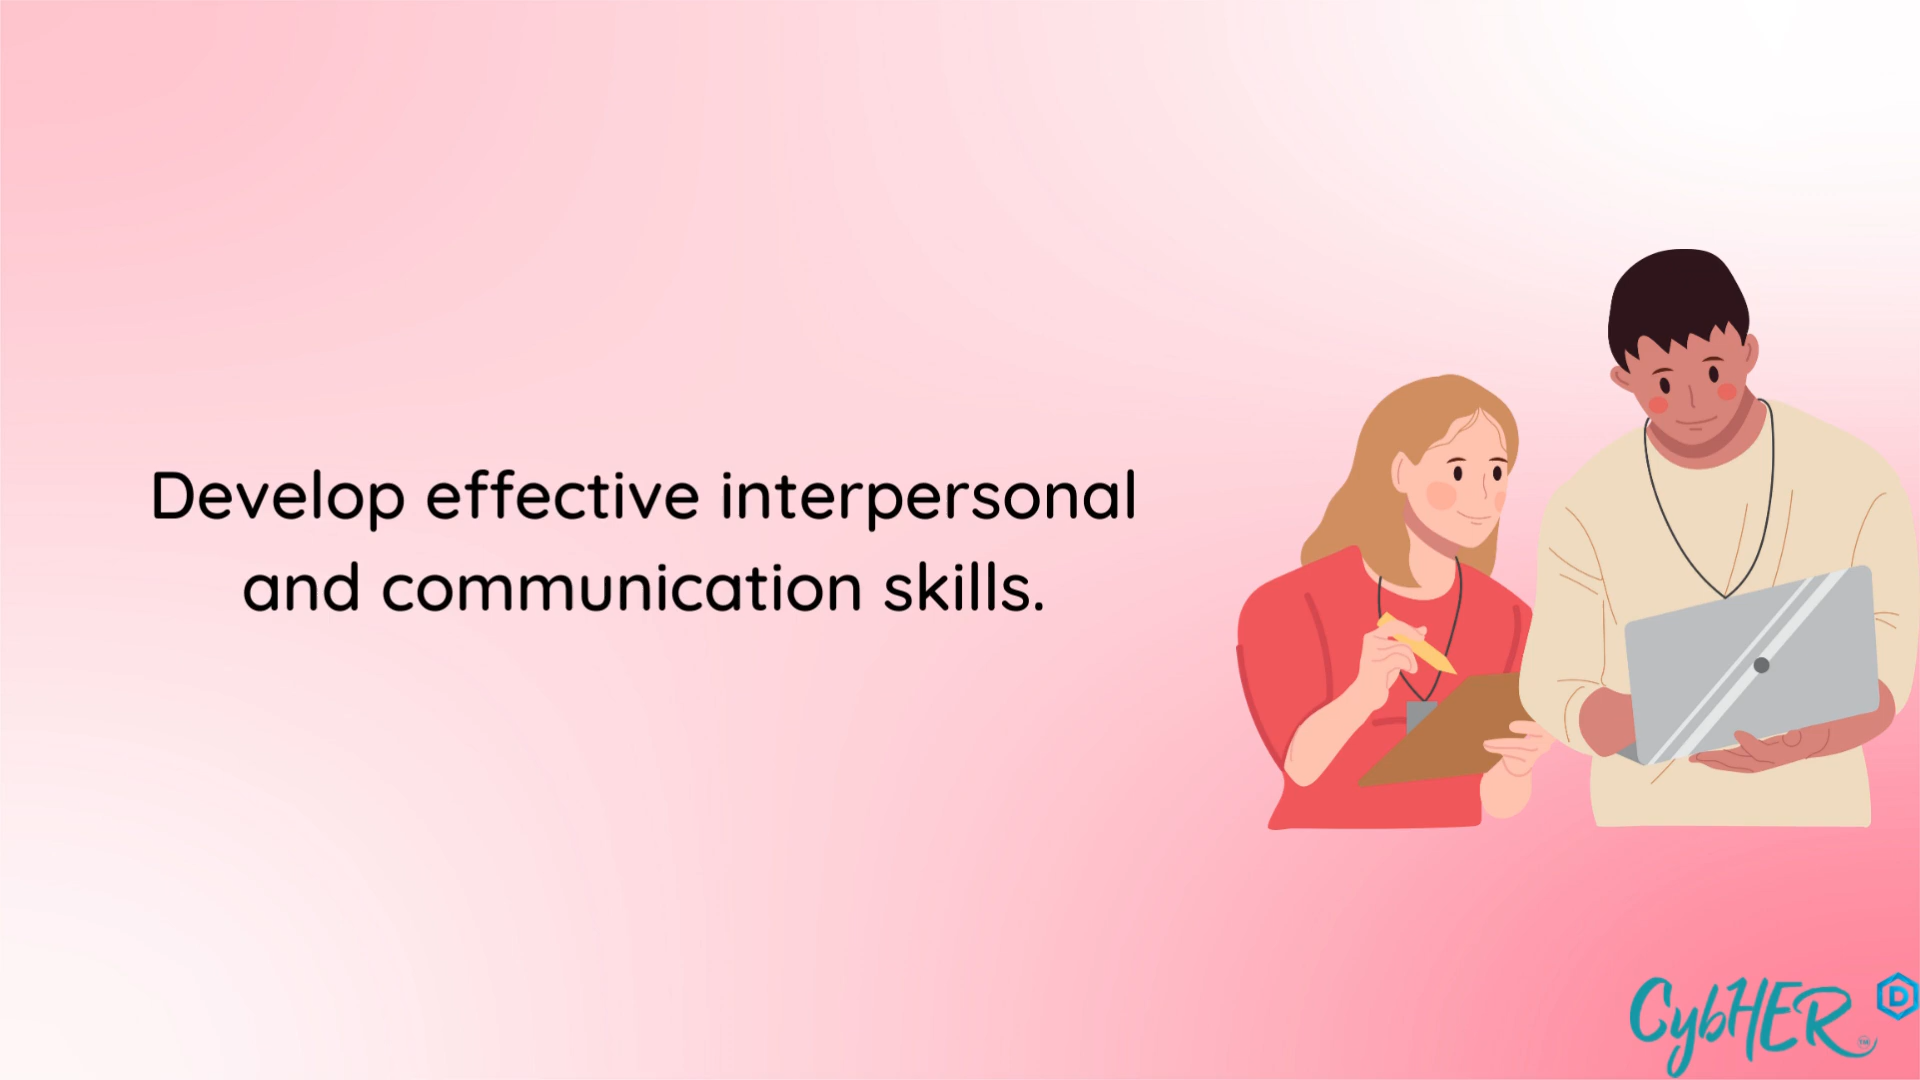 Develop effective interpersonal
and communication skills.
CybHER
D